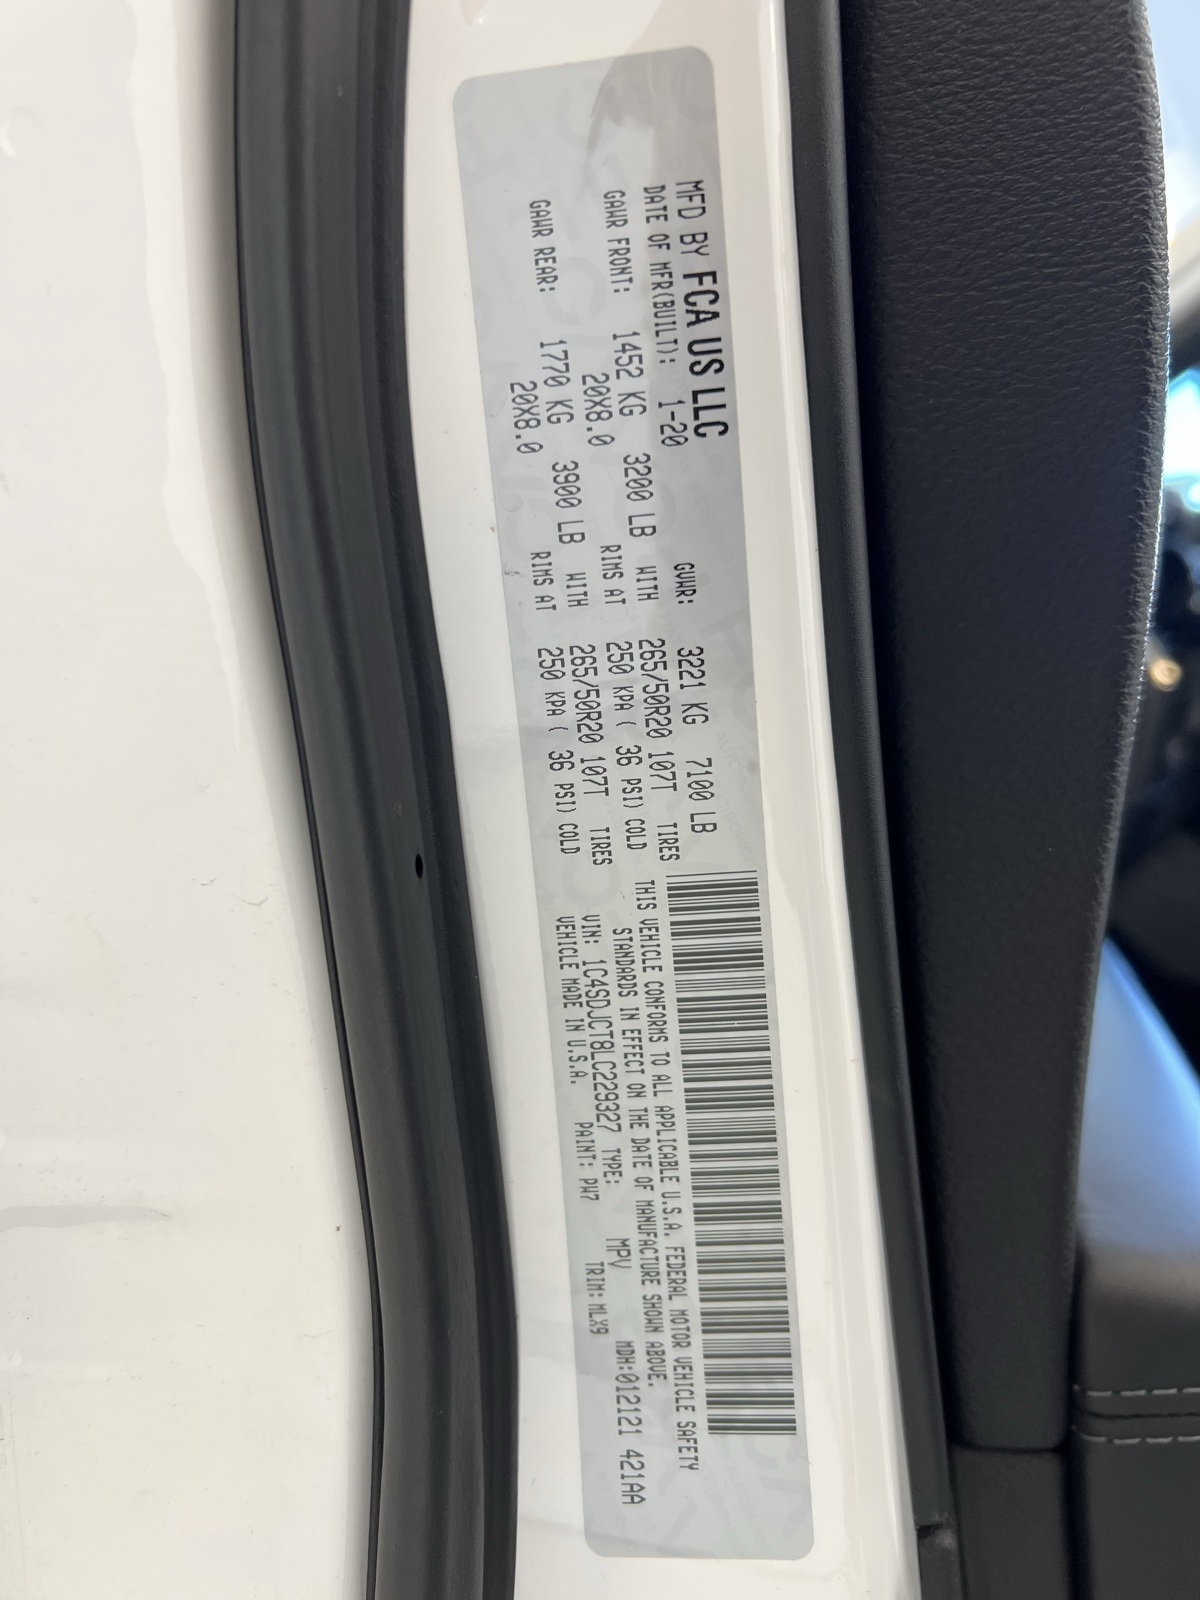 MFD BY FCA US LLC
DATE OF MFR(BUILT): 1-20 GVWR: 3221 KG 7100 LB
GAWR FRONT: 1452 KG 3200 LB WITH 265/50R20 107T TIRES
20X8.0 RIMS AT 250 KPA ( 36 PSI) COLD
GAWR REAR: 1770 KG 3900 LB WITH 265/50R20 107T TIRES
20X8.0 RIMS AT 250 KPA ( 36 PSI) COLD
THIS VEHICLE CONFORMS TO ALL APPLICABLE U.S.A. FEDERAL MOTOR VEHICLE SAFETY
STANDARDS IN EFFECT ON THE DATE OF MANUFACTURE SHOWN ABOVE.
VIN: 1C4SDJCT8LC229327 TYPE: MPV MDH:012121 421AA
VEHICLE MADE IN U.S.A. PAINT: PW7 TRIM: MLX9